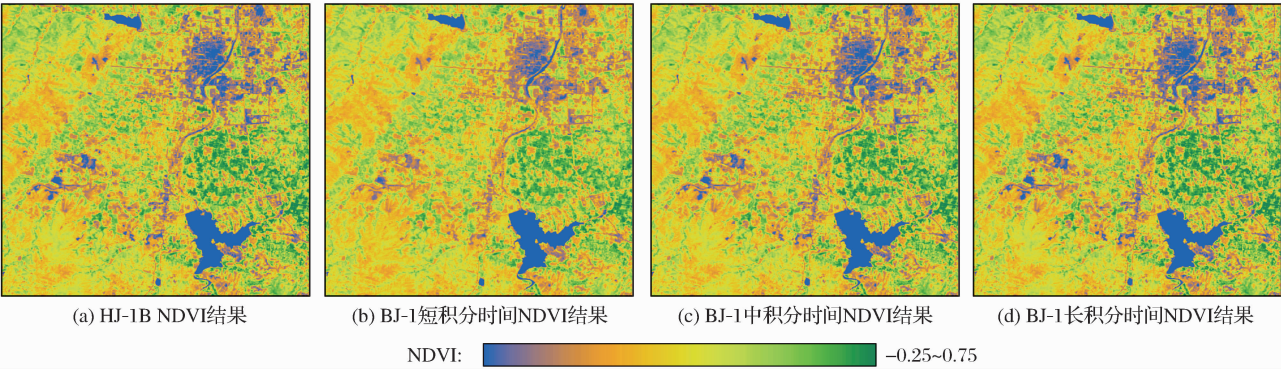 (a) HJ-1B NDVI结果
(b) BJ-1短积分时间NDVI结果
(c) BJ-1中积分时间NDVI结果
(d) BJ-1长积分时间NDVI结果
NDVI: −0.25~0.75